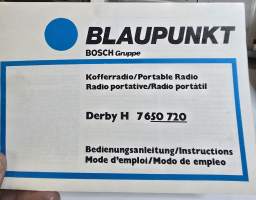 BLAUPUNKT
BOSCH Gruppe
Kofferradio/Portable Radio
Radio portative/Radio portátil
Derby H 7 650 720
Bedienungsanleitung/Instructions
Mode d'emploi/Modo de empleo